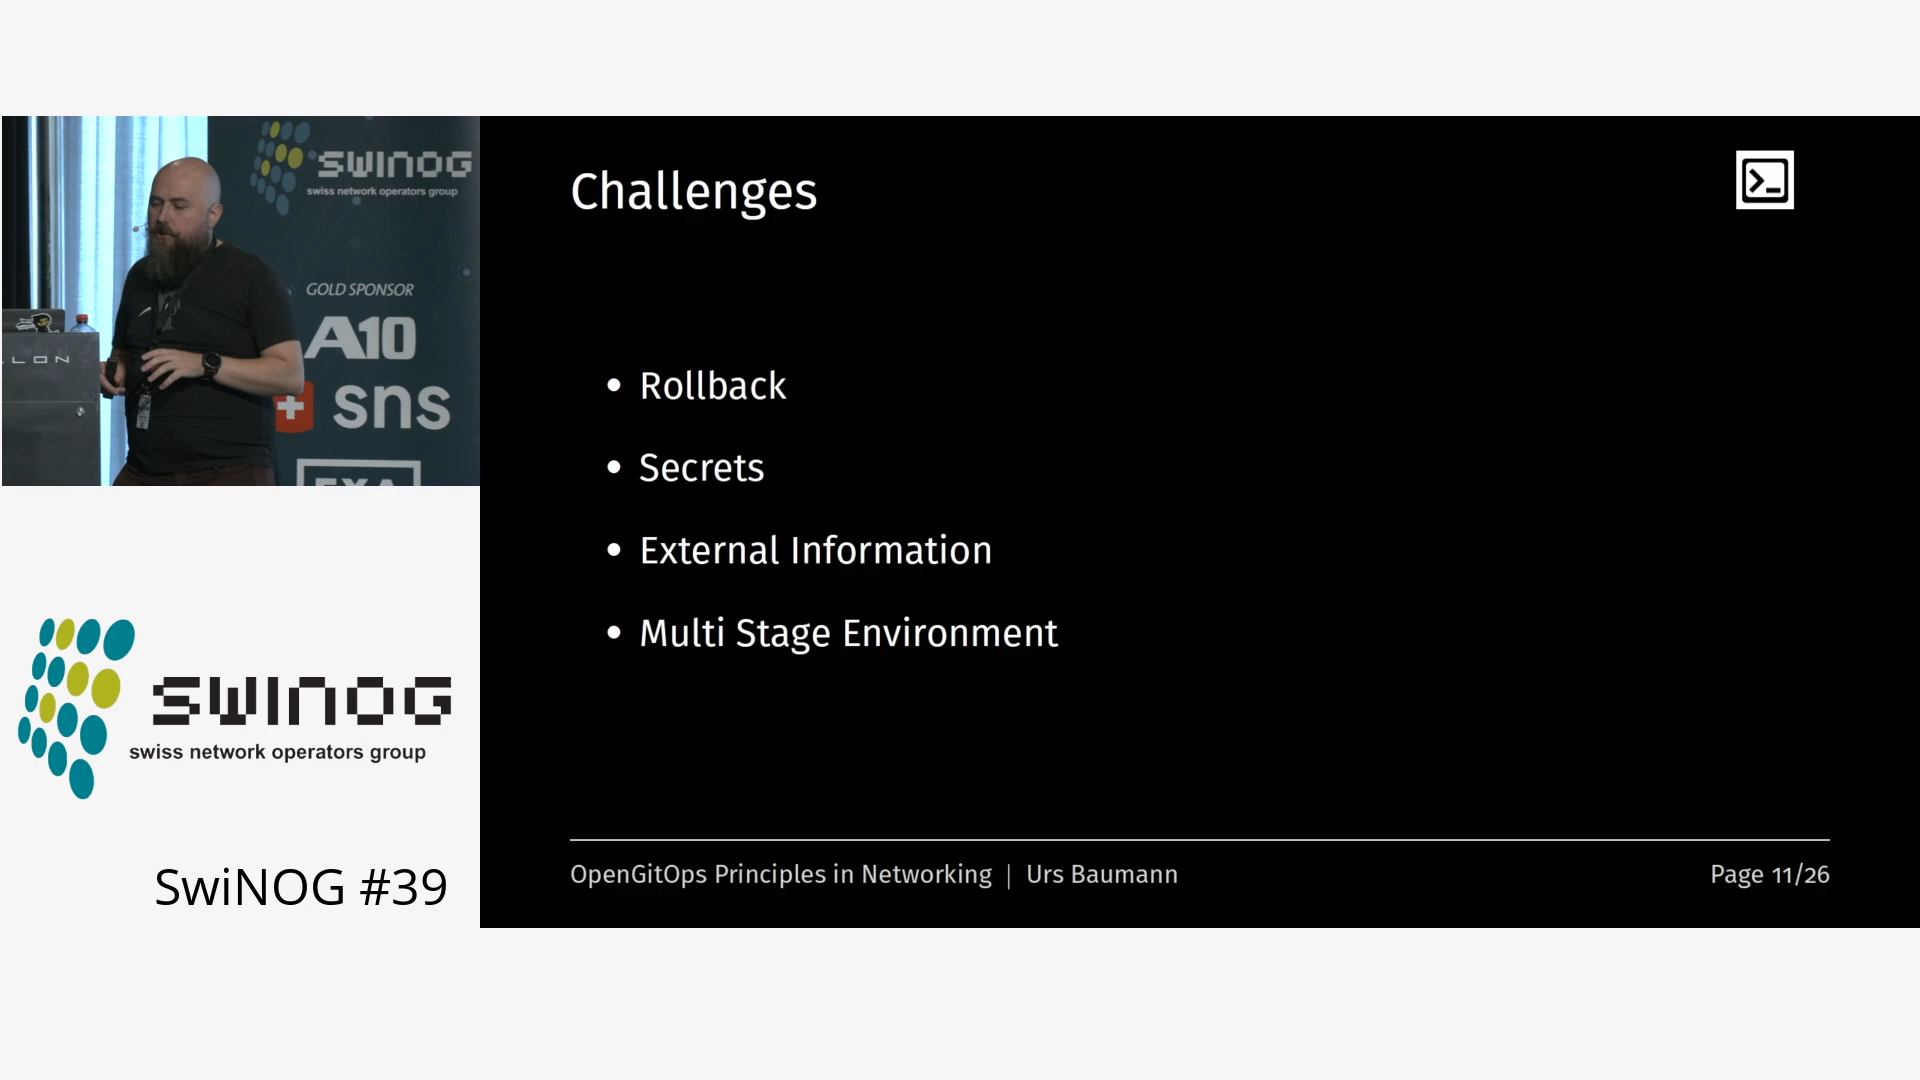 SWINOG
swiss network operators group
GOLD SPONSOR
A10
sns
LON
Challenges
>_
• Rollback
• Secrets
• External Information
• Multi Stage Environment
OpenGitOps Principles in Networking | Urs Baumann
Page 11/26
SWINOG
swiss network operators group
SwiNOG #39